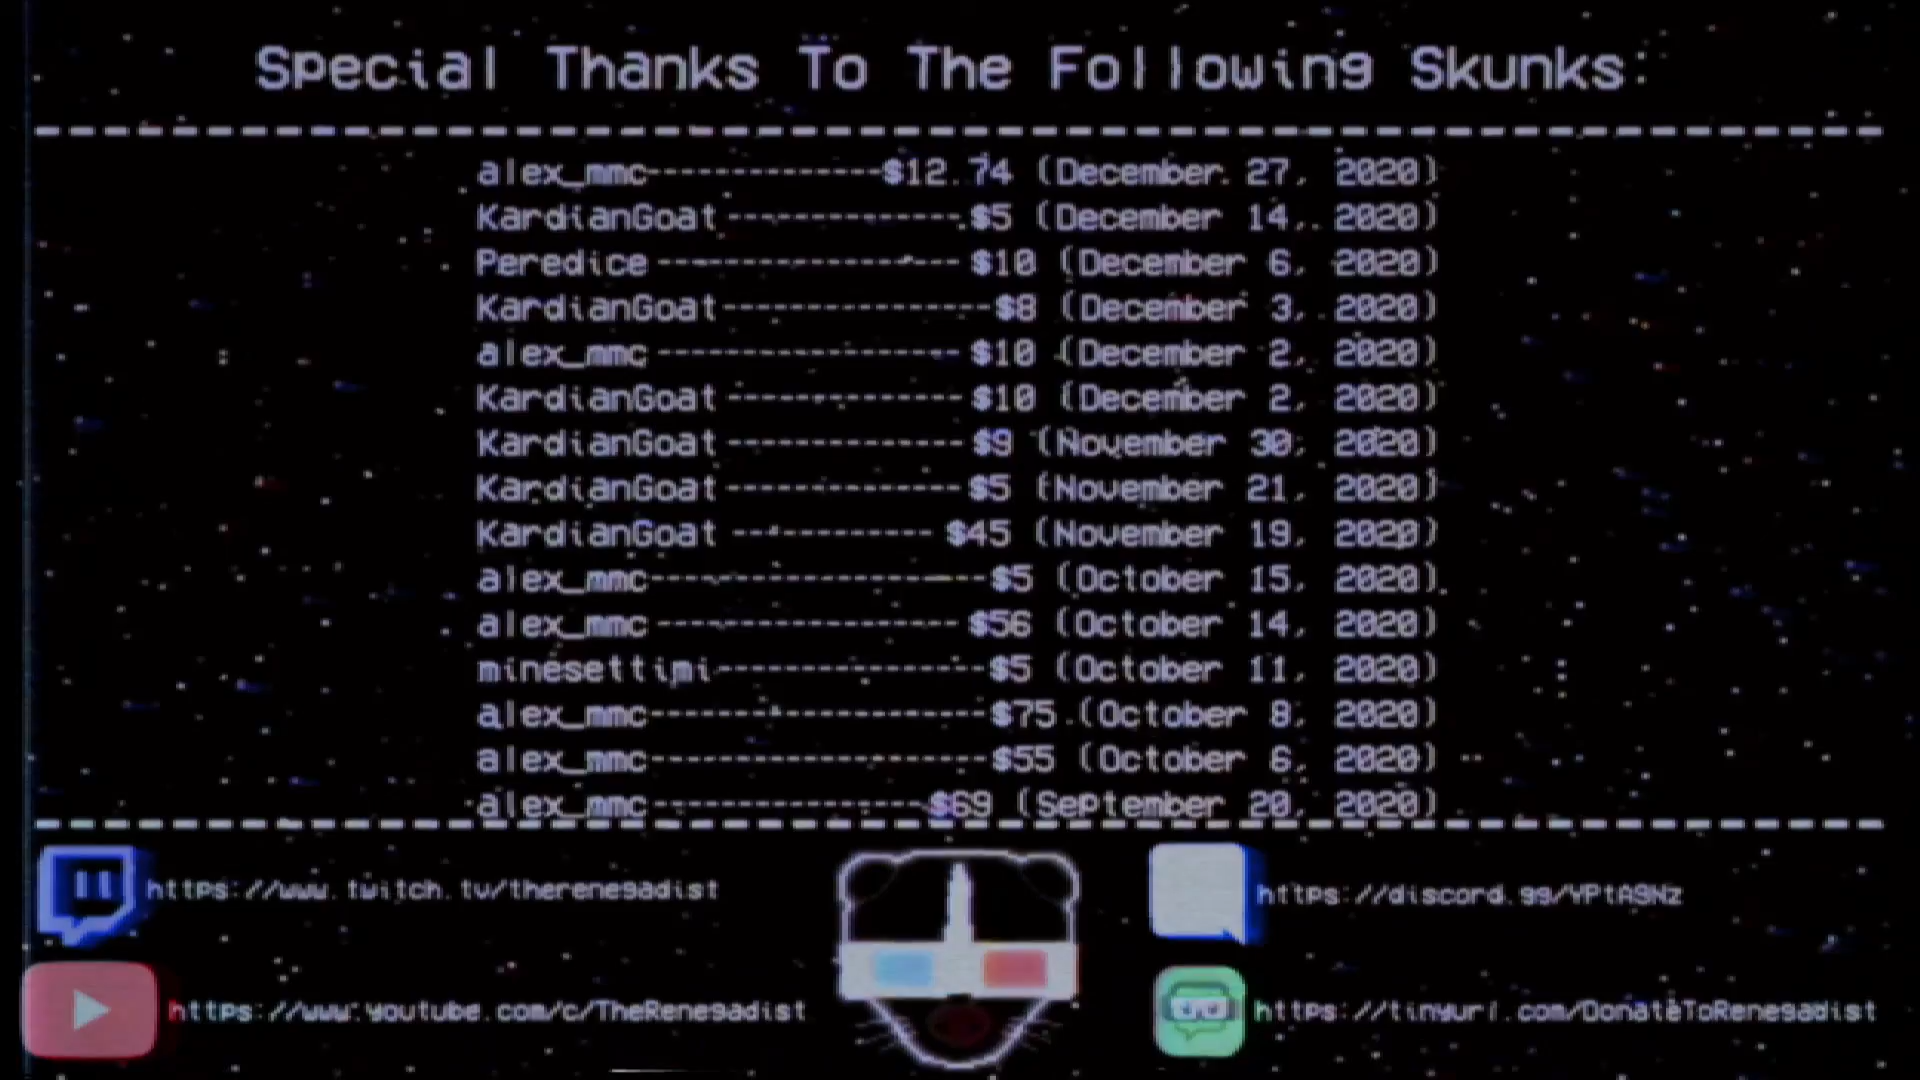 Special Thanks To The Following Skunks:
alex_mmc-------------$12.74 (December 27, 2020)
KardianGoat -------------$5 (December 14, 2020)
Peredice ----------------- $10 (December 6, 2020)
KardianGoat---------------$8 (December 3, 2020)
alex_mmc ----------------- $10 (December 2, 2020)
KardianGoat ------------- $10 (December 2, 2020)
KardianGoat ------------- $9 (November 30, 2020)
KardianGoat ------------- $5 (November 21, 2020)
KardianGoat ----------- $45 (November 19, 2020)
alex_mmc-------------------$5 (October 15, 2020)
alex_mmc ----------------- $56 (October 14, 2020)
minesettimi---------------$5 (October 11, 2020)
alex_mmc-------------------$75 (October 8, 2020)
alex_mmc-------------------$55 (October 6, 2020)
alex_mmc----------------$69 (September 20, 2020)
https://www.twitch.tv/therenegadist
https://discord.gg/YPtA9Nz
https://www.youtube.com/c/TheRenegadist
https://tinyurl.com/DonateToRenegadist